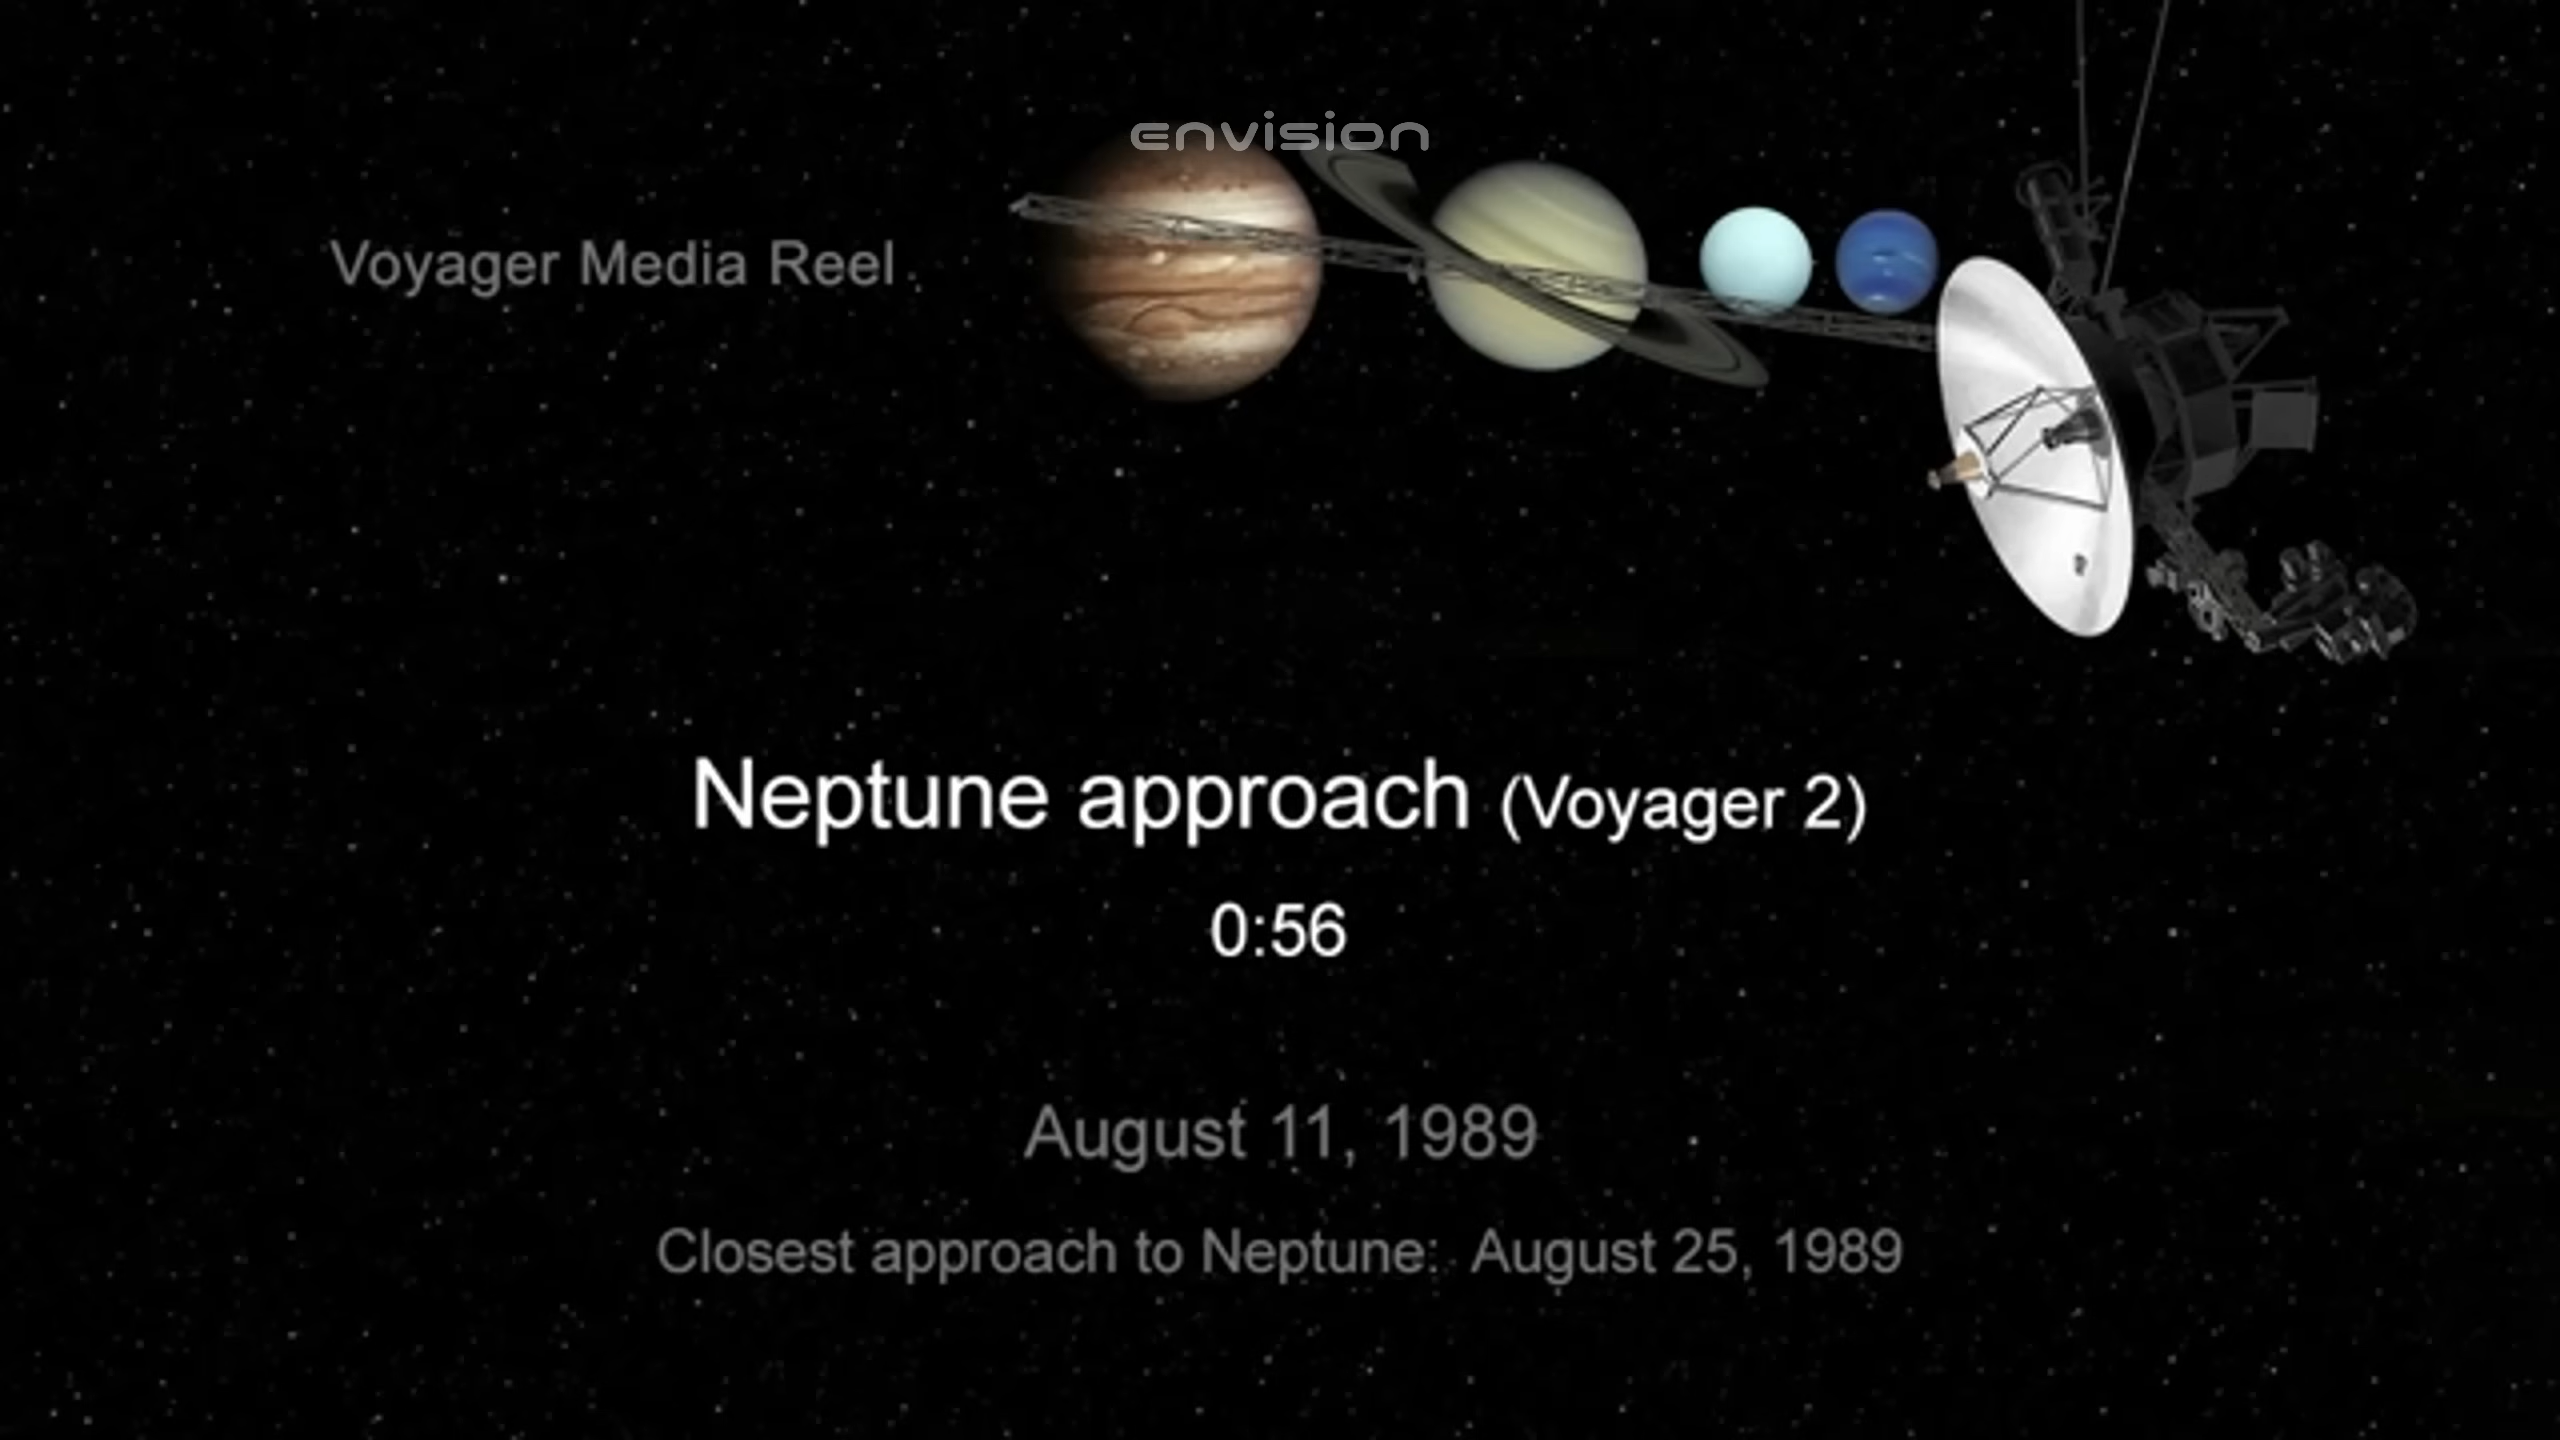 envision
Voyager Media Reel
Neptune approach (Voyager 2)
0:56
August 11, 1989
Closest approach to Neptune: August 25, 1989